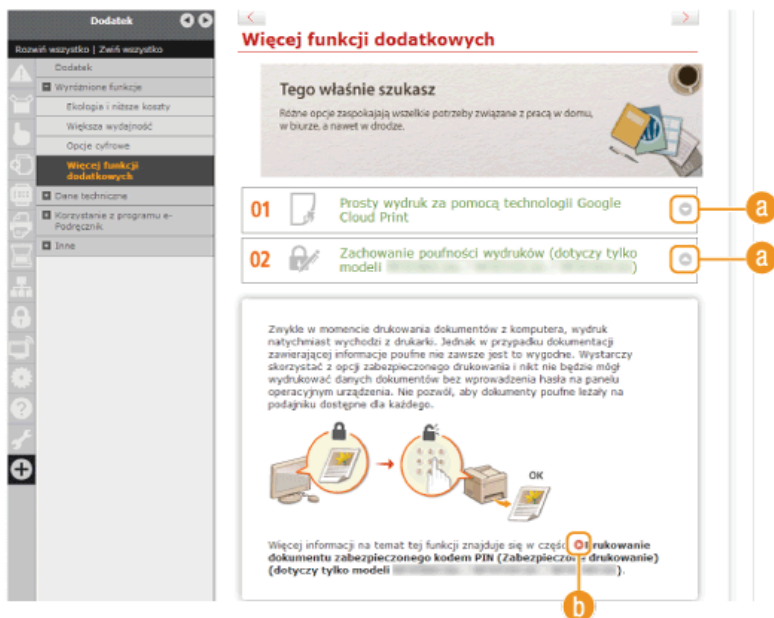 Dodatek
Rozwiń wszystko | Zwiń wszystko
Dodatek
Wyróżnione funkcje
Ekologia i niższe koszty
Większa wydajność
Opcje cyfrowe
Więcej funkcji
dodatkowych
Dane techniczne
Korzystanie z programu e-
Podręcznik
Inne
Więcej funkcji dodatkowych
Tego właśnie szukasz
Różne opcje zaspokajają wszelkie potrzeby związane z pracą w domu,
w biurze, a nawet w drodze.
01
Prosty wydruk za pomocą technologii Google
Cloud Print
a
02
Zachowanie poufności wydruków (dotyczy tylko
modeli )
a
Zwykle w momencie drukowania dokumentów z komputera, wydruk
natychmiast wychodzi z drukarki. Jednak w przypadku dokumentacji
zawierającej informacje poufne nie zawsze jest to wygodne. Wystarczy
skorzystać z opcji zabezpieczonego drukowania i nikt nie będzie mógł
wydrukować danych dokumentów bez wprowadzenia hasła na panelu
operacyjnym urządzenia. Nie pozwól, aby dokumenty poufne leżały na
podajniku dostępne dla każdego.
OK
Więcej informacji na temat tej funkcji znajduje się w części rukowanie
dokumentu zabezpieczonego kodem PIN (Zabezpieczone drukowanie)
(dotyczy tylko modeli ).
b